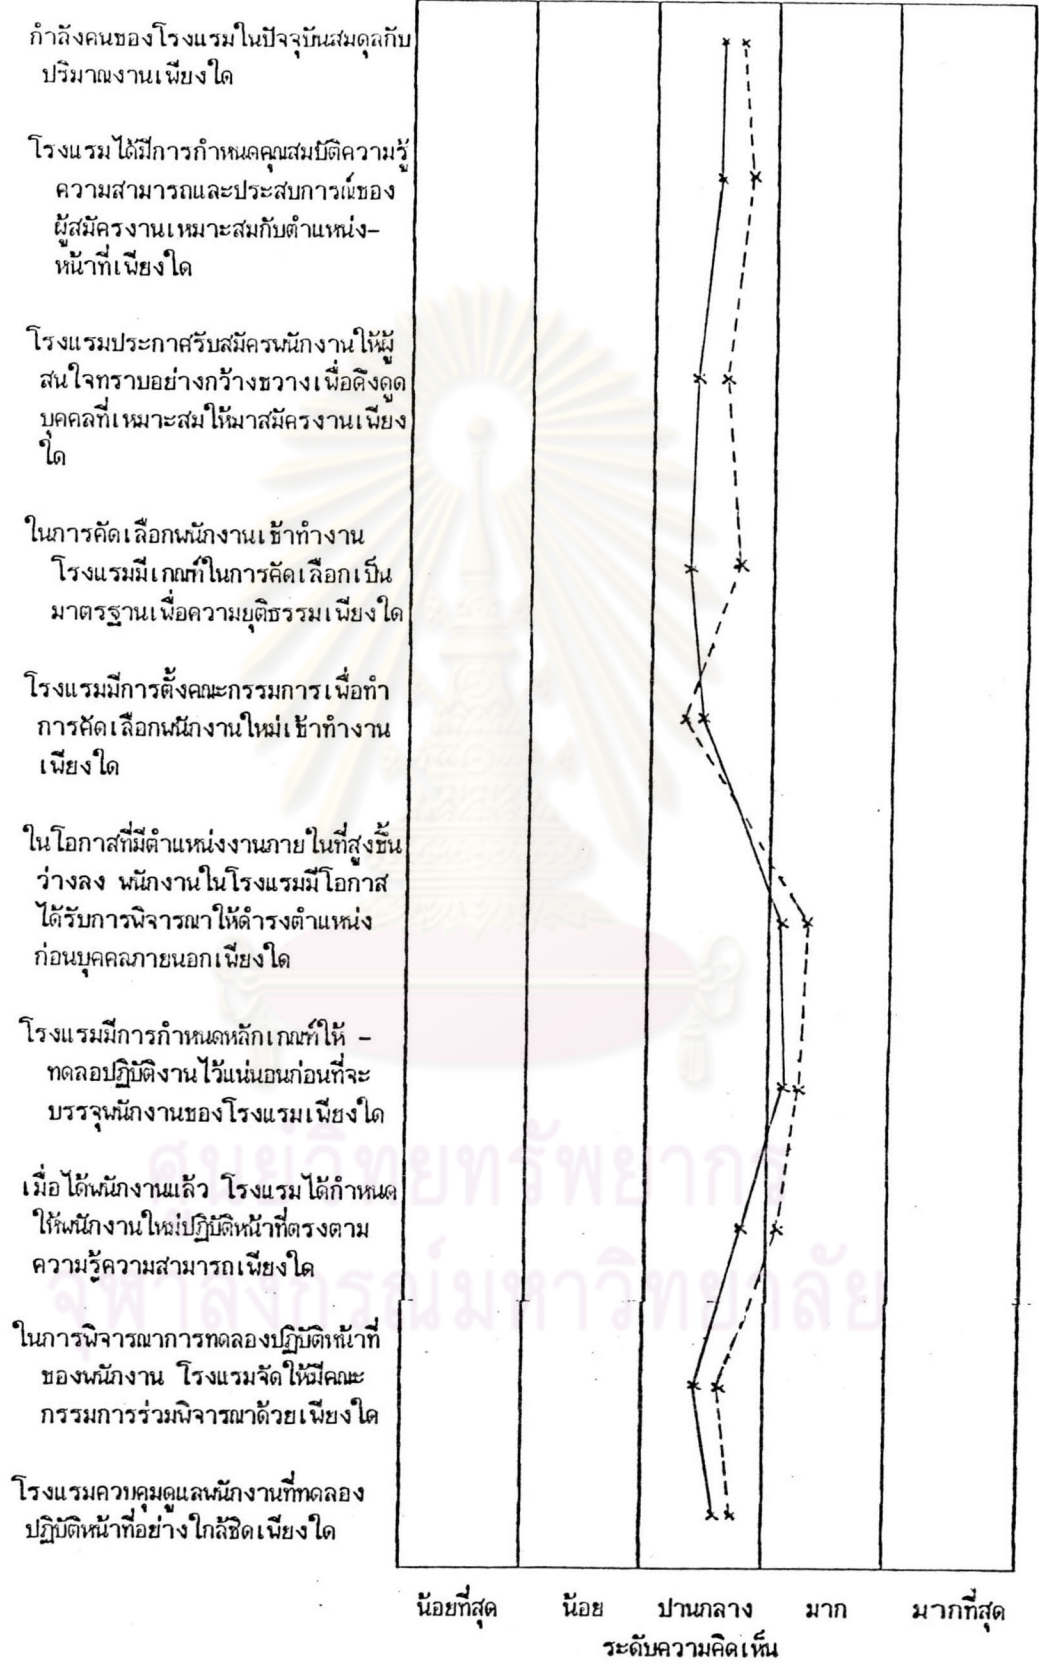 กำลังคนของโรงแรมในปัจจุบันสมดุลกับ
ปริมาณงานเพียงใด
โรงแรมได้มีการกำหนดคุณสมบัติความรู้
ความสามารถและประสบการณ์ของ
ผู้สมัครงานเหมาะสมกับตำแหน่ง-
หน้าที่เพียงใด
โรงแรมประกาศรับสมัครพนักงานให้ผู้
สนใจทราบอย่างกว้างขวางเพื่อดึงดูด
บุคคลที่เหมาะสมให้มาสมัครงานเพียง
ใด
ในการคัดเลือกพนักงานเข้าทำงาน
โรงแรมมีเกณฑ์ในการคัดเลือกเป็น
มาตรฐานเพื่อความยุติธรรมเพียงใด
โรงแรมมีการตั้งคณะกรรมการเพื่อทำ
การคัดเลือกพนักงานใหม่เข้าทำงาน
เพียงใด
ในโอกาสที่มีตำแหน่งงานภายในที่สูงขึ้น
ว่างลง พนักงานในโรงแรมมีโอกาส
ได้รับการพิจารณาให้ดำรงตำแหน่ง
ก่อนบุคคลภายนอกเพียงใด
โรงแรมมีการกำหนดหลักเกณฑ์ให้ -
ทดลอปฏิบัติงานไว้แน่นอนก่อนที่จะ
บรรจุพนักงานของโรงแรมเพียงใด
ศูนย์วิทยทรัพยากร
เมื่อได้พนักงานแล้ว โรงแรมได้กำหนด
ให้พนักงานใหม่ปฏิบัติหน้าที่ตรงตาม
ความรู้ความสามารถเพียงใด
จุฬาลงกรณ์มหาวิทยาลัย
ในการพิจารณาการทดลองปฏิบัติหน้าที่
ของพนักงาน โรงแรมจัดให้มีคณะ
กรรมการร่วมพิจารณาด้วยเพียงใด
โรงแรมควบคุมดูแลพนักงานที่ทดลอง
ปฏิบัติหน้าที่อย่างใกล้ชิดเพียงใด
น้อยที่สุด น้อย ปานกลาง มาก มากที่สุด
ระดับความคิดเห็น